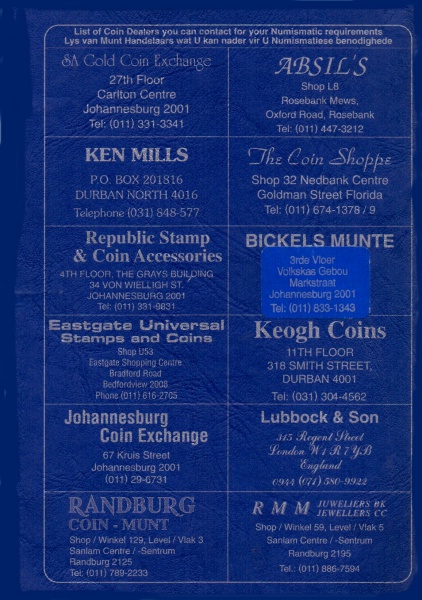 List of Coin Dealers you can contact for your Numismatic requirements
Lys van Munt Handelaars wat U kan nader vir U Numismatiese benodighede
SA Gold Coin Exchange
27th Floor
Carlton Centre
Johannesburg 2001
Tel: (011) 331-3341
ABSIL'S
Shop L8
Rosebank Mews,
Oxford Road, Rosebank
Tel: (011) 447-3212
KEN MILLS
P.O. BOX 201816
DURBAN NORTH 4016
Telephone (031) 848-577
The Coin Shoppe
Shop 32 Nedbank Centre
Goldman Street Florida
Tel: (011) 674-1378 / 9
Republic Stamp
& Coin Accessories
4TH FLOOR, THE GRAYS BUILDING
34 VON WIELLIGH ST.
JOHANNESBURG 2001
Tel: (011) 331-9831
BICKELS MUNTE
3rde Vloer
Volkskas Gebou
Markstraat
Johannesburg 2001
Tel: (011) 833-1343
Eastgate Universal
Stamps and Coins
Shop U53
Eastgate Shopping Centre
Bradford Road
Bedfordview 2008
Phone (011) 616-2705
Keogh Coins
11TH FLOOR
318 SMITH STREET,
DURBAN 4001
Tel: (031) 304-4562
Johannesburg
Coin Exchange
67 Kruis Street
Johannesburg 2001
(011) 29-6731
Lubbock & Son
315 Regent Street
London W1 R 7YB
England
0944 (071) 580-9922
RANDBURG
COIN - MUNT
Shop / Winkel 129, Level / Vlak 3
Sanlam Centre / -Sentrum
Randburg 2125
Tel: (011) 789-2233
R M M JUWELIERS BK
JEWELLERS CC
Shop / Winkel 59, Level / Vlak 5
Sanlam Centre / -Sentrum
Randburg 2195
Tel.: (011) 886-7594